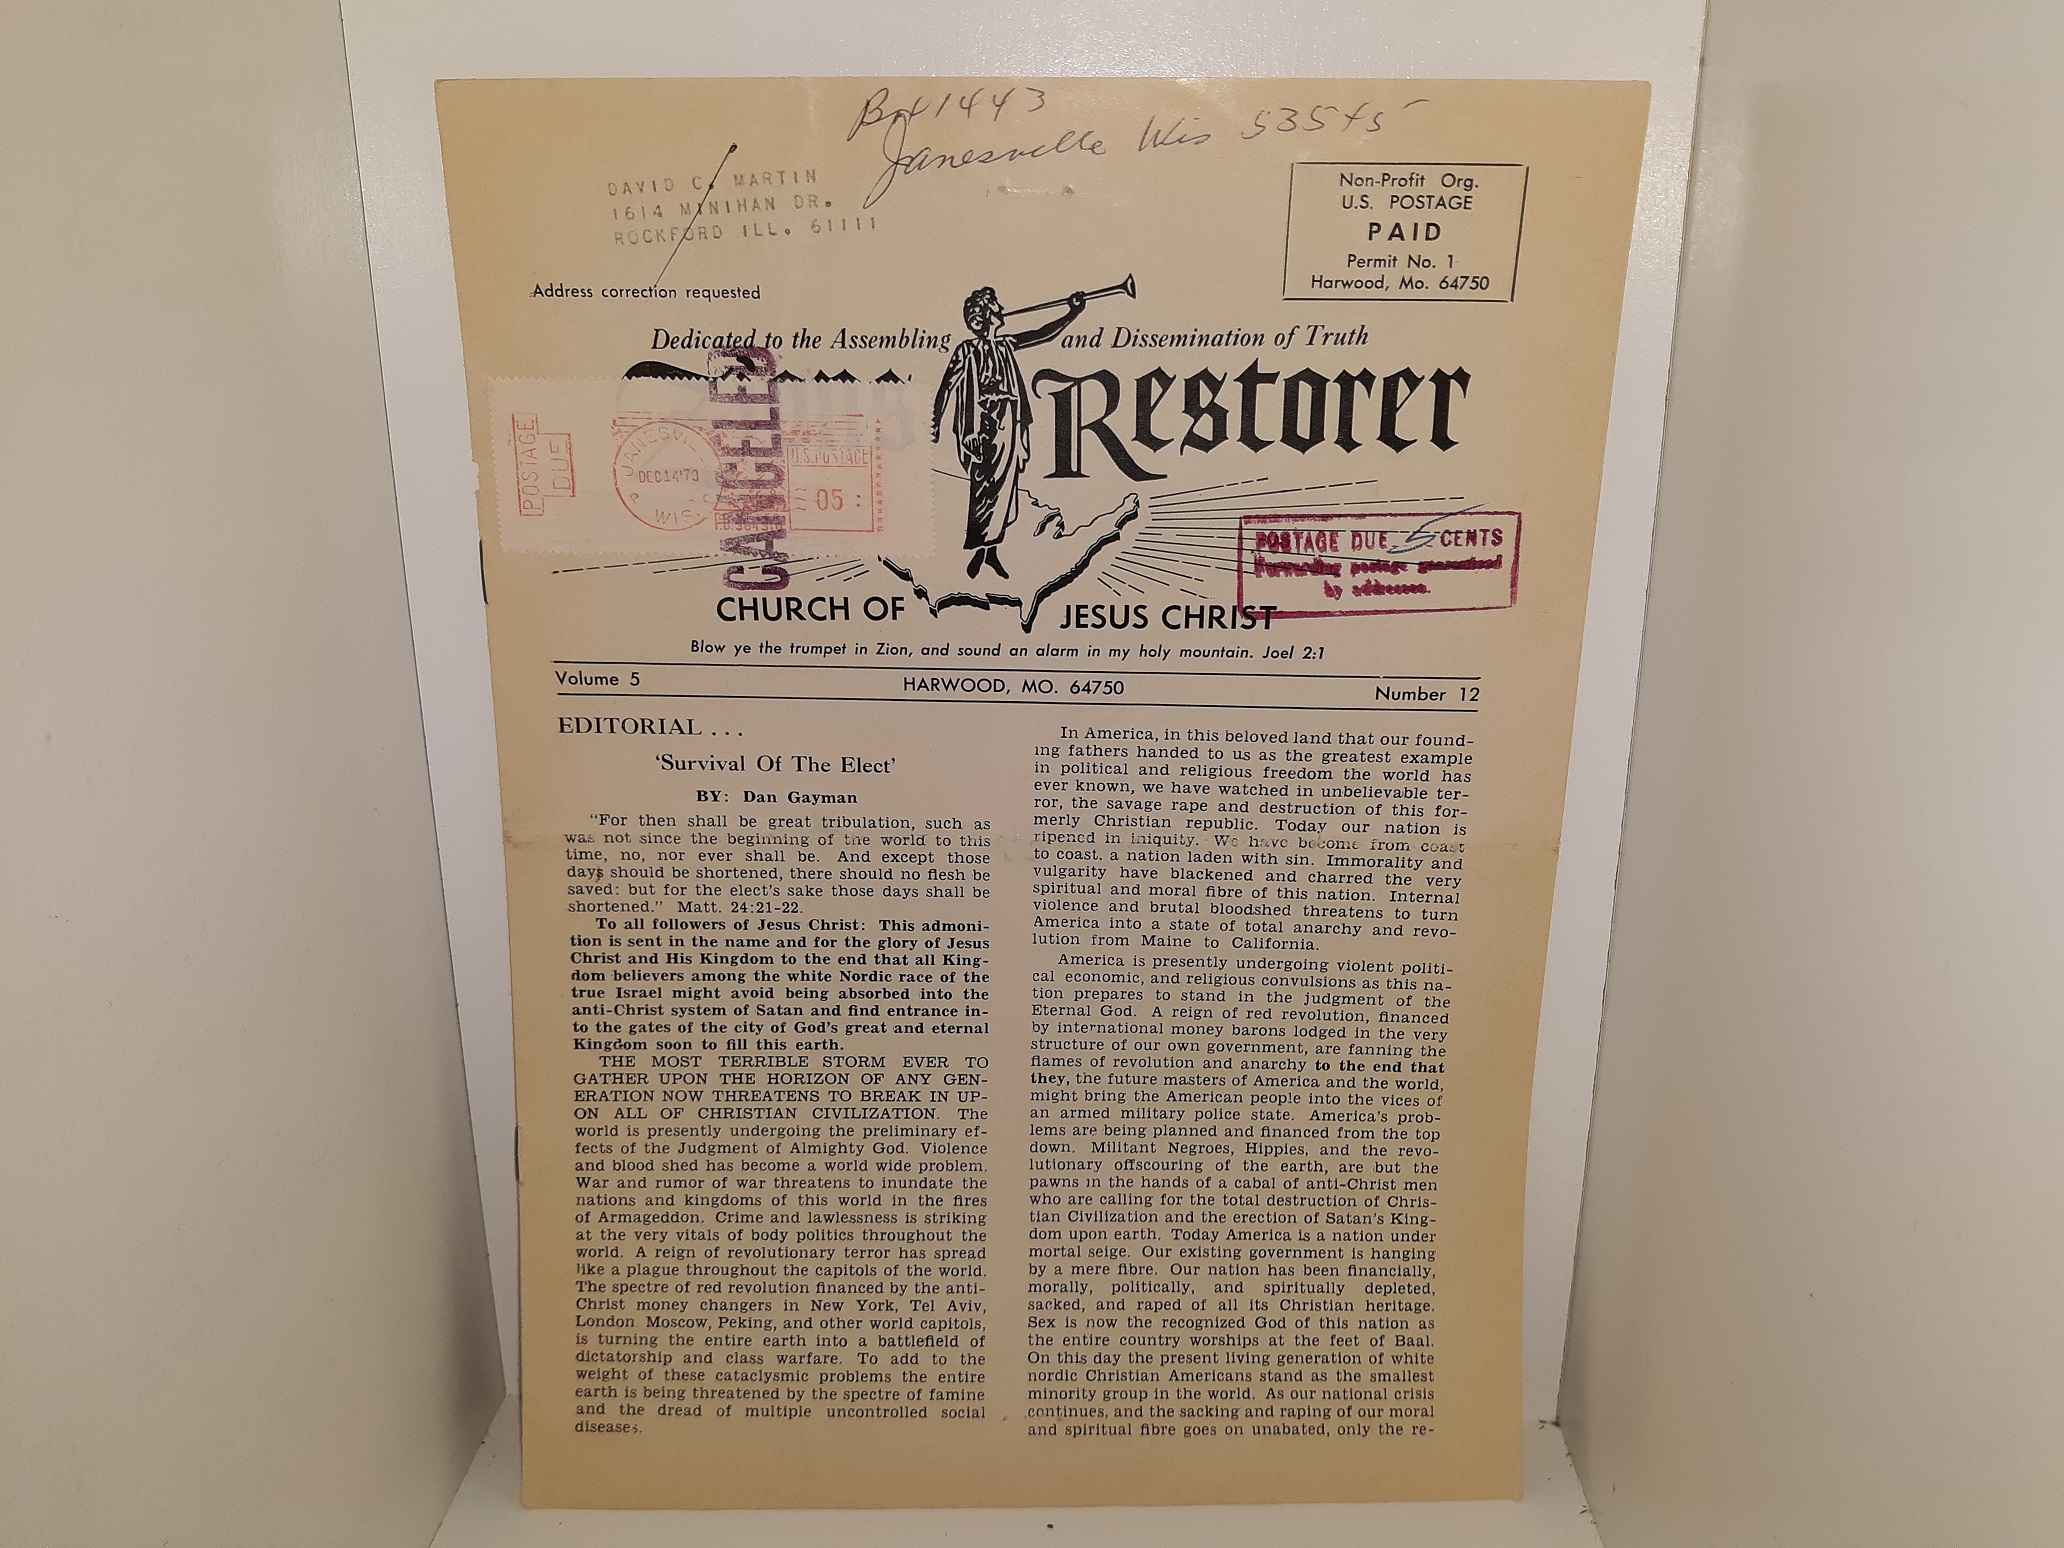 Box 1443
Janesville Wis 53545
DAVID C. MARTIN
1614 MINIHAN DR.
ROCKFORD ILL. 61111
Non-Profit Org.
U.S. POSTAGE
PAID
Permit No. 1
Harwood, Mo. 64750
Address correction requested
Dedicated to the Assembling and Dissemination of Truth
RESTORER
CANCELED
POSTAGE
DUE
JANESVILLE
DEC 14 '70
WIS.
U.S. POSTAGE
05
POSTAGE DUE 5 CENTS
Forwarding postage guaranteed
by addressee.
CHURCH OF JESUS CHRIST
Blow ye the trumpet in Zion, and sound an alarm in my holy mountain. Joel 2:1
Volume 5 HARWOOD, MO. 64750 Number 12
EDITORIAL . . .
'Survival Of The Elect'
BY: Dan Gayman
"For then shall be great tribulation, such as
was not since the beginning of the world to this
time, no, nor ever shall be. And except those
days should be shortened, there should no flesh be
saved: but for the elect's sake those days shall be
shortened." Matt. 24:21-22.
To all followers of Jesus Christ: This admoni-
tion is sent in the name and for the glory of Jesus
Christ and His Kingdom to the end that all King-
dom believers among the white Nordic race of the
true Israel might avoid being absorbed into the
anti-Christ system of Satan and find entrance in-
to the gates of the city of God's great and eternal
Kingdom soon to fill this earth.
THE MOST TERRIBLE STORM EVER TO
GATHER UPON THE HORIZON OF ANY GEN-
ERATION NOW THREATENS TO BREAK IN UP-
ON ALL OF CHRISTIAN CIVILIZATION. The
world is presently undergoing the preliminary ef-
fects of the Judgment of Almighty God. Violence
and blood shed has become a world wide problem.
War and rumor of war threatens to inundate the
nations and kingdoms of this world in the fires
of Armageddon. Crime and lawlessness is striking
at the very vitals of body politics throughout the
world. A reign of revolutionary terror has spread
like a plague throughout the capitols of the world.
The spectre of red revolution financed by the anti-
Christ money changers in New York, Tel Aviv,
London Moscow, Peking, and other world capitols,
is turning the entire earth into a battlefield of
dictatorship and class warfare. To add to the
weight of these cataclysmic problems the entire
earth is being threatened by the spectre of famine
and the dread of multiple uncontrolled social
diseases.
In America, in this beloved land that our found-
ing fathers handed to us as the greatest example
in political and religious freedom the world has
ever known, we have watched in unbelievable ter-
ror, the savage rape and destruction of this for-
merly Christian republic. Today our nation is
ripened in iniquity. We have become from coast
to coast, a nation laden with sin. Immorality and
vulgarity have blackened and charred the very
spiritual and moral fibre of this nation. Internal
violence and brutal bloodshed threatens to turn
America into a state of total anarchy and revo-
lution from Maine to California.
America is presently undergoing violent politi-
cal economic, and religious convulsions as this na-
tion prepares to stand in the judgment of the
Eternal God. A reign of red revolution, financed
by international money barons lodged in the very
structure of our own government, are fanning the
flames of revolution and anarchy to the end that
they, the future masters of America and the world,
might bring the American people into the vices of
an armed military police state. America's prob-
lems are being planned and financed from the top
down. Militant Negroes, Hippies, and the revo-
lutionary offscouring of the earth, are but the
pawns in the hands of a cabal of anti-Christ men
who are calling for the total destruction of Chris-
tian Civilization and the erection of Satan's King-
dom upon earth. Today America is a nation under
mortal seige. Our existing government is hanging
by a mere fibre. Our nation has been financially,
morally, politically, and spiritually depleted,
sacked, and raped of all its Christian heritage.
Sex is now the recognized God of this nation as
the entire country worships at the feet of Baal.
On this day the present living generation of white
nordic Christian Americans stand as the smallest
minority group in the world. As our national crisis
continues, and the sacking and raping of our moral
and spiritual fibre goes on unabated, only the re-